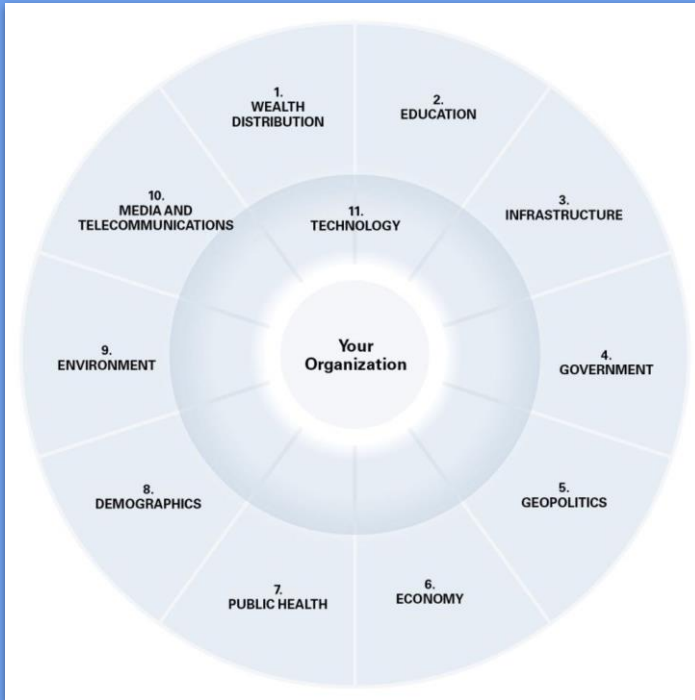 1.
WEALTH
DISTRIBUTION
2.
EDUCATION
3.
INFRASTRUCTURE
4.
GOVERNMENT
5.
GEOPOLITICS
6.
ECONOMY
7.
PUBLIC HEALTH
8.
DEMOGRAPHICS
9.
ENVIRONMENT
10.
MEDIA AND
TELECOMMUNICATIONS
11.
TECHNOLOGY
Your
Organization